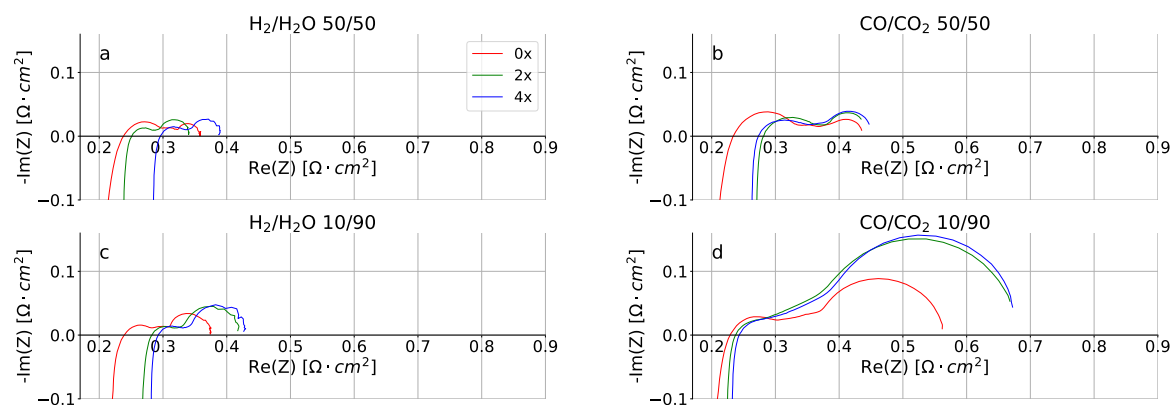 H₂/H₂O 50/50
a
0x
2x
4x
0.1
0.0
−0.1
0.2 0.3 0.4 0.5 0.6 0.7 0.8 0.9
Re(Z) [Ω · cm²]
-Im(Z) [Ω · cm²]
CO/CO₂ 50/50
b
0.1
0.0
−0.1
0.2 0.3 0.4 0.5 0.6 0.7 0.8 0.9
Re(Z) [Ω · cm²]
-Im(Z) [Ω · cm²]
H₂/H₂O 10/90
c
0.1
0.0
−0.1
0.2 0.3 0.4 0.5 0.6 0.7 0.8 0.9
Re(Z) [Ω · cm²]
-Im(Z) [Ω · cm²]
CO/CO₂ 10/90
d
0.1
0.0
−0.1
0.2 0.3 0.4 0.5 0.6 0.7 0.8 0.9
Re(Z) [Ω · cm²]
-Im(Z) [Ω · cm²]